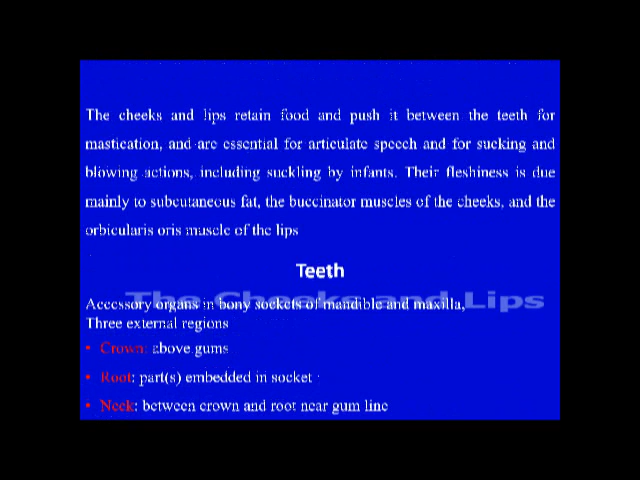 The cheeks and lips retain food and push it between the teeth for
mastication, and are essential for articulate speech and for sucking and
blowing actions, including suckling by infants. Their fleshiness is due
mainly to subcutaneous fat, the buccinator muscles of the cheeks, and the
orbicularis oris muscle of the lips
Teeth
The Cheeks and Lips
Accessory organs in bony sockets of mandible and maxilla,
Three external regions
• Crown: above gums
• Root: part(s) embedded in socket
• Neck: between crown and root near gum line